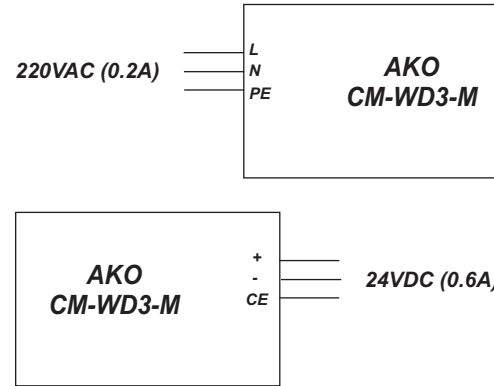 L
220VAC (0.2A)
N
PE
AKO
CM-WD3-M
AKO
CM-WD3-M
+
-
CE
24VDC (0.6A)